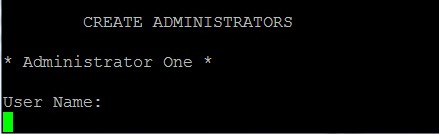 CREATE ADMINISTRATORS
* Administrator One *
User Name: